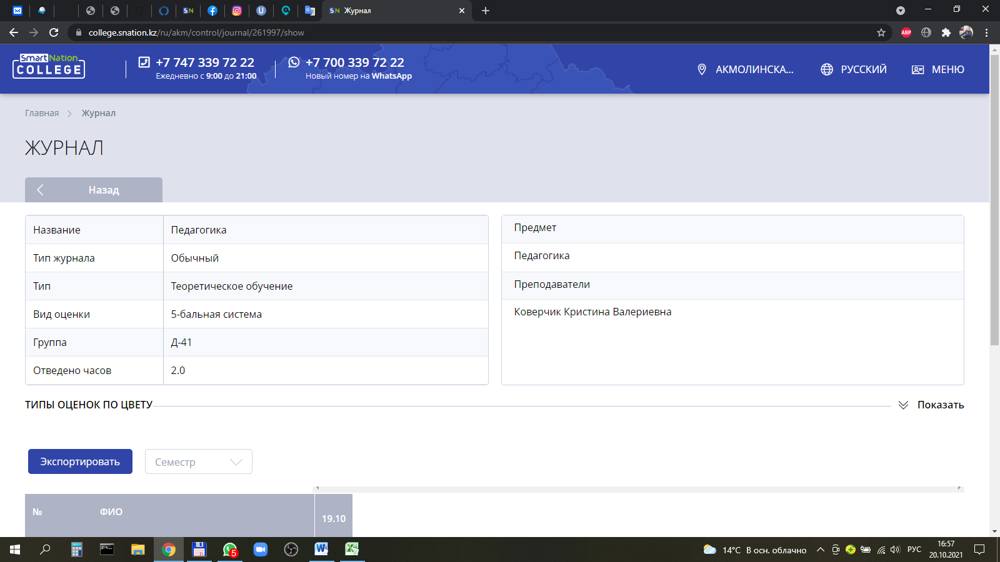 Журнал
college.snation.kz/ru/akm/control/journal/261997/show
SmartNation
COLLEGE
+7 747 339 72 22
Ежедневно с 9:00 до 21:00
+7 700 339 72 22
Новый номер на WhatsApp
АКМОЛИНСКА...
РУССКИЙ
МЕНЮ
Главная
Журнал
ЖУРНАЛ
Назад
Название Педагогика
Тип журнала Обычный
Тип Теоретическое обучение
Вид оценки 5-бальная система
Группа Д-41
Отведено часов 2.0
Предмет
Педагогика
Преподаватели
Коверчик Кристина Валериевна
ТИПЫ ОЦЕНОК ПО ЦВЕТУ
Показать
Экспортировать
Семестр
№ ФИО 19.10
5
14°C В осн. облачно
РУС
16:57
20.10.2021